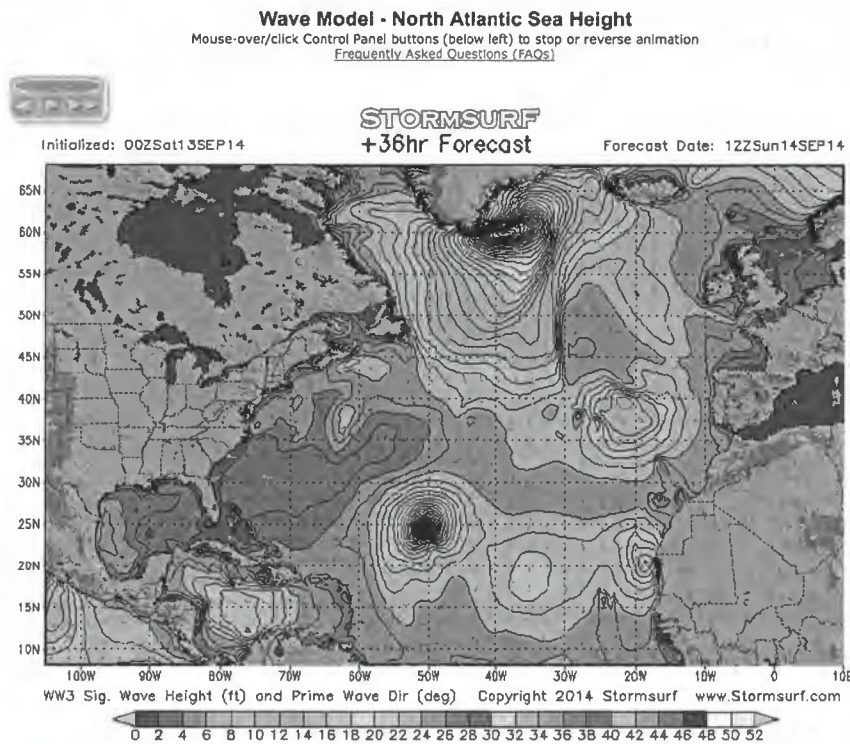 Wave Model - North Atlantic Sea Height
Mouse-over/click Control Panel buttons (below left) to stop or reverse animation
Frequently Asked Questions (FAQs)
STORMSURF
Initialized: 00ZSat13SEP14 +36hr Forecast Forecast Date: 12ZSun14SEP14
65N
60N
55N
50N
45N
40N
35N
30N
25N
20N
15N
10N
100W 90W 80W 70W 60W 50W 40W 30W 20W 10W 0 10E
WW3 Sig. Wave Height (ft) and Prime Wave Dir (deg) Copyright 2014 Stormsurf www.Stormsurf.com
0 2 4 6 8 10 12 14 16 18 20 22 24 26 28 30 32 34 36 38 40 42 44 46 48 50 52